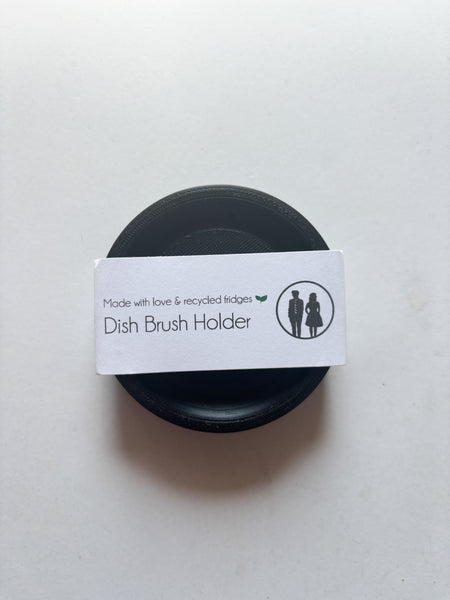 Made with love & recycled fridges
Dish Brush Holder